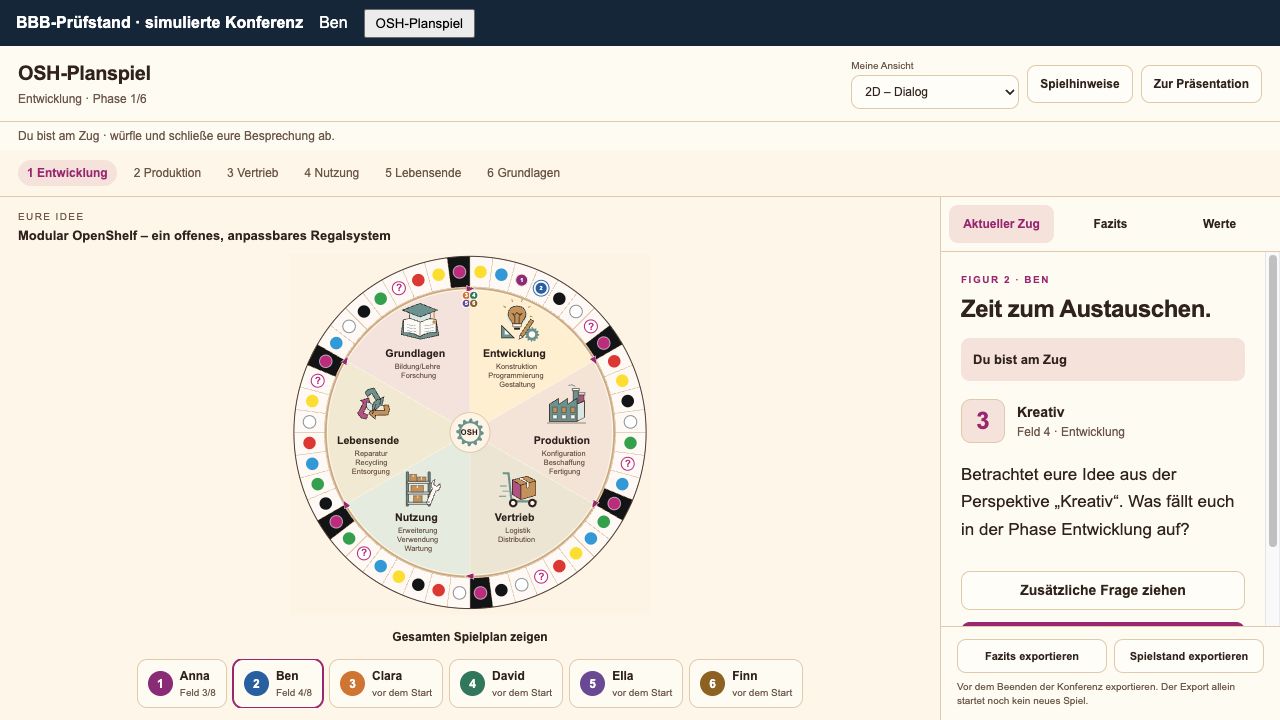 BBB-Prüfstand · simulierte Konferenz Ben OSH-Planspiel
OSH-Planspiel
Entwicklung · Phase 1/6
Meine Ansicht
2D – Dialog
Spielhinweise
Zur Präsentation
Du bist am Zug · würfle und schließe eure Besprechung ab.
1 Entwicklung 2 Produktion 3 Vertrieb 4 Nutzung 5 Lebensende 6 Grundlagen
EURE IDEE
Modular OpenShelf – ein offenes, anpassbares Regalsystem
?
1
2
3 4
5 6
?
Grundlagen
Bildung/Lehre
Forschung
Entwicklung
Konstruktion
Programmierung
Gestaltung
?
Lebensende
Reparatur
Recycling
Entsorgung
OSH
Produktion
Konfiguration
Beschaffung
Fertigung
?
Nutzung
Erweiterung
Verwendung
Wartung
Vertrieb
Logistik
Distribution
?
?
Gesamten Spielplan zeigen
1 Anna
Feld 3/8
2 Ben
Feld 4/8
3 Clara
vor dem Start
4 David
vor dem Start
5 Ella
vor dem Start
6 Finn
vor dem Start
Aktueller Zug Fazits Werte
FIGUR 2 · BEN
Zeit zum Austauschen.
Du bist am Zug
3
Kreativ
Feld 4 · Entwicklung
Betrachtet eure Idee aus der
Perspektive „Kreativ“. Was fällt euch
in der Phase Entwicklung auf?
Zusätzliche Frage ziehen
Fazits exportieren
Spielstand exportieren
Vor dem Beenden der Konferenz exportieren. Der Export allein
startet noch kein neues Spiel.